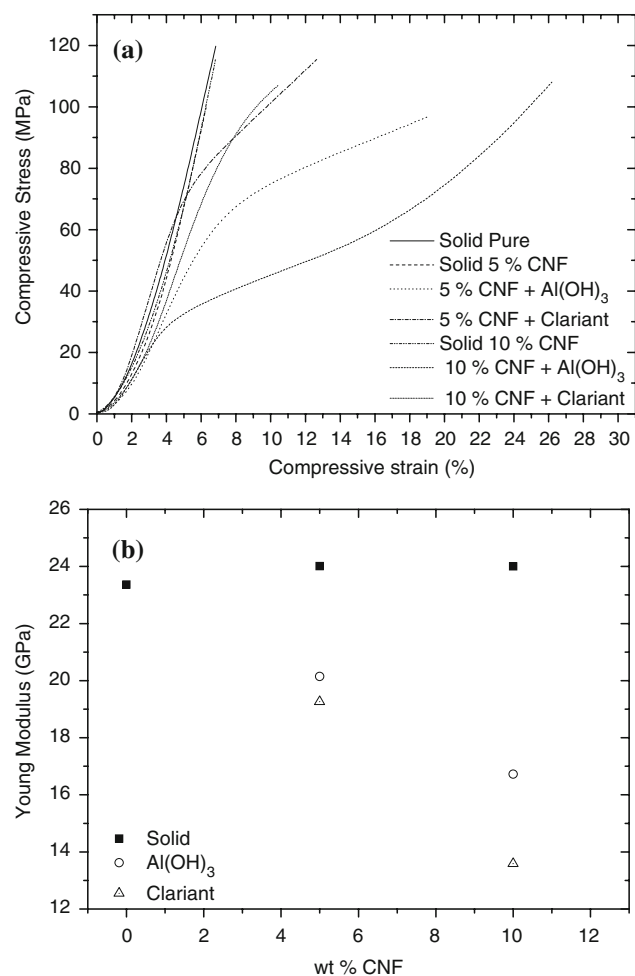 (a)
Compressive Stress (MPa)
120
100
80
60
40
20
0
Solid Pure
Solid 5 % CNF
5 % CNF + Al(OH)₃
5 % CNF + Clariant
Solid 10 % CNF
10 % CNF + Al(OH)₃
10 % CNF + Clariant
0 2 4 6 8 10 12 14 16 18 20 22 24 26 28 30
Compressive strain (%)
(b)
Young Modulus (GPa)
26
24
22
20
18
16
14
12
Solid
Al(OH)₃
Clariant
0 2 4 6 8 10 12
wt % CNF